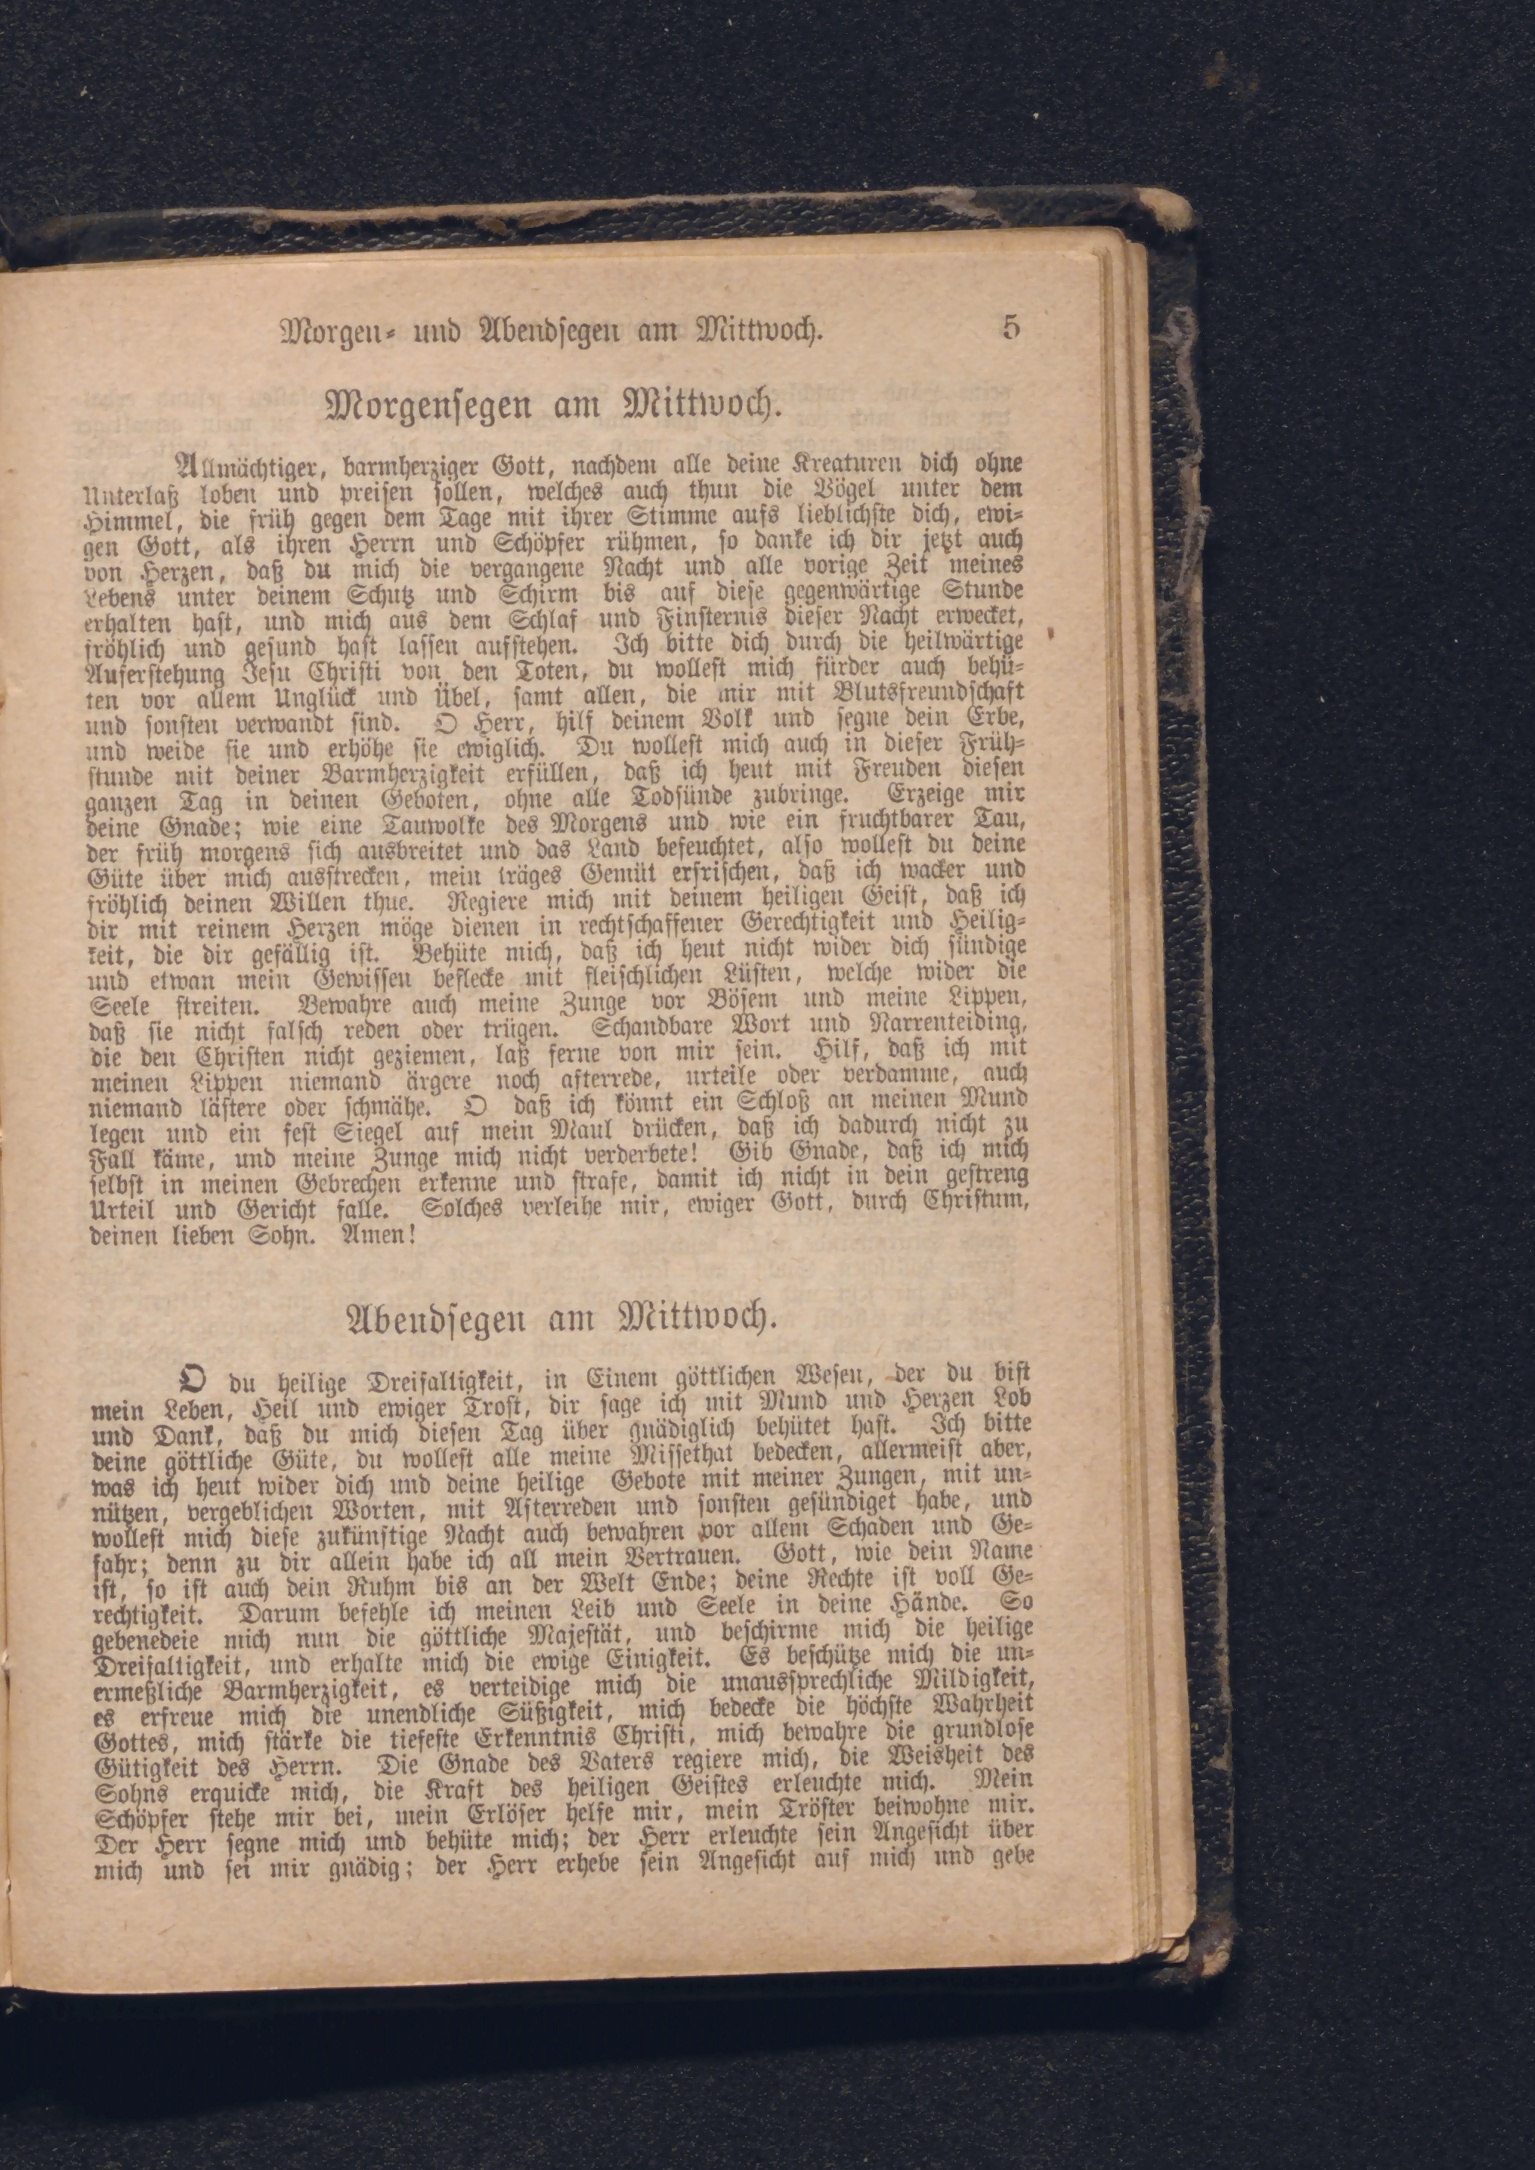 Morgen- und Abendsegen am Mittwoch. 5
Morgensegen am Mittwoch.
Allmächtiger, barmherziger Gott, nachdem alle deine Kreaturen dich ohne
Unterlaß loben und preisen sollen, welches auch thun die Vögel unter dem
Himmel, die früh gegen dem Tage mit ihrer Stimme aufs lieblichste dich, ewi-
gen Gott, als ihren Herrn und Schöpfer rühmen, so danke ich dir jetzt auch
von Herzen, daß du mich die vergangene Nacht und alle vorige Zeit meines
Lebens unter deinem Schutz und Schirm bis auf diese gegenwärtige Stunde
erhalten hast, und mich aus dem Schlaf und Finsternis dieser Nacht erwecket,
fröhlich und gesund hast lassen aufstehen. Ich bitte dich durch die heilwärtige
Auferstehung Jesu Christi von den Toten, du wollest mich fürder auch behü-
ten vor allem Unglück und Übel, samt allen, die mir mit Blutsfreundschaft
und sonsten verwandt sind. O Herr, hilf deinem Volk und segne dein Erbe,
und weide sie und erhöhe sie ewiglich. Du wollest mich auch in dieser Früh-
stunde mit deiner Barmherzigkeit erfüllen, daß ich heut mit Freuden diesen
ganzen Tag in deinen Geboten, ohne alle Todsünde zubringe. Erzeige mir
deine Gnade; wie eine Tauwolke des Morgens und wie ein fruchtbarer Tau,
der früh morgens sich ausbreitet und das Land befeuchtet, also wollest du deine
Güte über mich ausstrecken, mein träges Gemüt erfrischen, daß ich wacker und
fröhlich deinen Willen thue. Regiere mich mit deinem heiligen Geist, daß ich
dir mit reinem Herzen möge dienen in rechtschaffener Gerechtigkeit und Heilig-
keit, die dir gefällig ist. Behüte mich, daß ich heut nicht wider dich sündige
und etwan mein Gewissen beflecke mit fleischlichen Lüsten, welche wider die
Seele streiten. Bewahre auch meine Zunge vor Bösem und meine Lippen,
daß sie nicht falsch reden oder trügen. Schandbare Wort und Narrenteiding,
die den Christen nicht geziemen, laß ferne von mir sein. Hilf, daß ich mit
meinen Lippen niemand ärgere noch afterrede, urteile oder verdamme, auch
niemand lästere oder schmähe. O daß ich könnt ein Schloß an meinen Mund
legen und ein fest Siegel auf mein Maul drücken, daß ich dadurch nicht zu
Fall käme, und meine Zunge mich nicht verderbete! Gib Gnade, daß ich mich
selbst in meinen Gebrechen erkenne und strafe, damit ich nicht in dein gestreng
Urteil und Gericht falle. Solches verleihe mir, ewiger Gott, durch Christum,
deinen lieben Sohn. Amen!
Abendsegen am Mittwoch.
O du heilige Dreifaltigkeit, in Einem göttlichen Wesen, der du bist
mein Leben, Heil und ewiger Trost, dir sage ich mit Mund und Herzen Lob
und Dank, daß du mich diesen Tag über gnädiglich behütet hast. Ich bitte
deine göttliche Güte, du wollest alle meine Missethat bedecken, allermeist aber,
was ich heut wider dich und deine heilige Gebote mit meiner Zungen, mit un-
nützen, vergeblichen Worten, mit Afterreden und sonsten gesündiget habe, und
wollest mich diese zukünftige Nacht auch bewahren vor allem Schaden und Ge-
fahr; denn zu dir allein habe ich all mein Vertrauen. Gott, wie dein Name
ist, so ist auch dein Ruhm bis an der Welt Ende; deine Rechte ist voll Ge-
rechtigkeit. Darum befehle ich meinen Leib und Seele in deine Hände. So
gebenedeie mich nun die göttliche Majestät, und beschirme mich die heilige
Dreifaltigkeit, und erhalte mich die ewige Einigkeit. Es beschütze mich die un-
ermeßliche Barmherzigkeit, es verteidige mich die unaussprechliche Mildigkeit,
es erfreue mich die unendliche Süßigkeit, mich bedecke die höchste Wahrheit
Gottes, mich stärke die tiefeste Erkenntnis Christi, mich bewahre die grundlose
Gütigkeit des Herrn. Die Gnade des Vaters regiere mich, die Weisheit des
Sohns erquicke mich, die Kraft des heiligen Geistes erleuchte mich. Mein
Schöpfer stehe mir bei, mein Erlöser helfe mir, mein Tröster beiwohne mir.
Der Herr segne mich und behüte mich; der Herr erleuchte sein Angesicht über
mich und sei mir gnädig; der Herr erhebe sein Angesicht auf mich und gebe